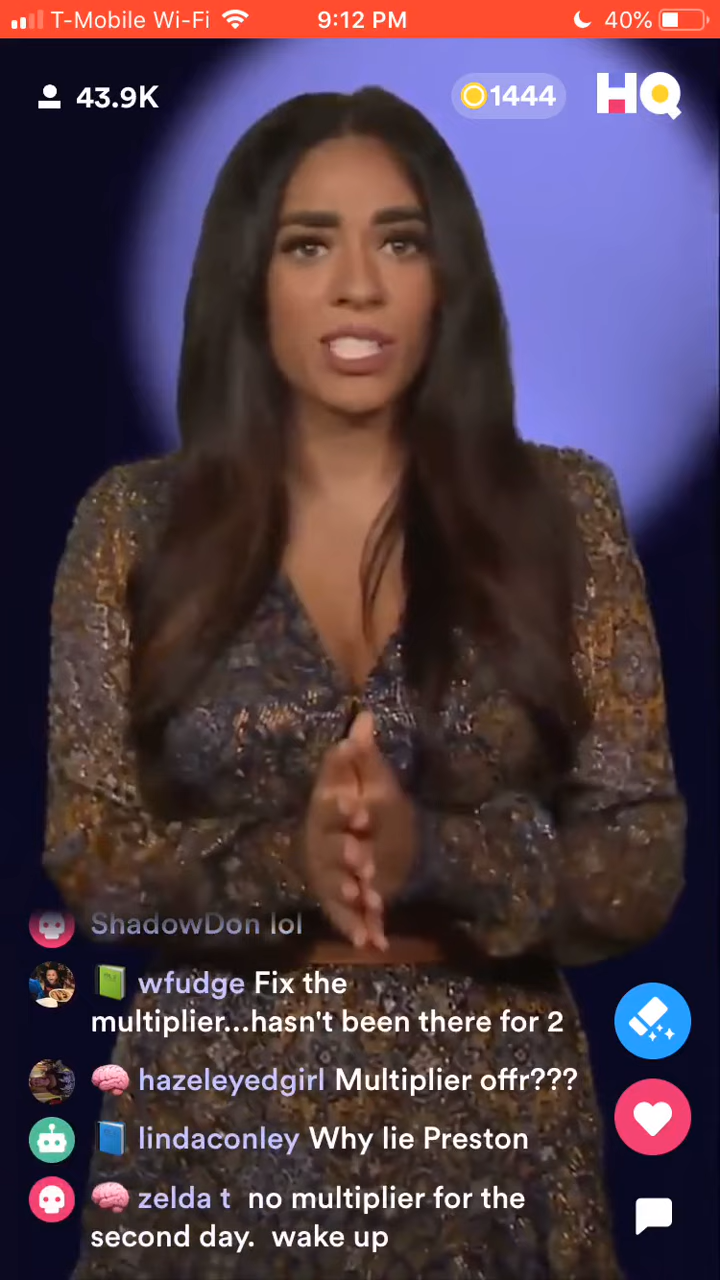 T-Mobile Wi-Fi 9:12 PM 40%
43.9K 1444 HQ
ShadowDon lol
wfudge Fix the
multiplier...hasn't been there for 2
hazeleyedgirl Multiplier offr???
lindaconley Why lie Preston
zelda t no multiplier for the
second day. wake up